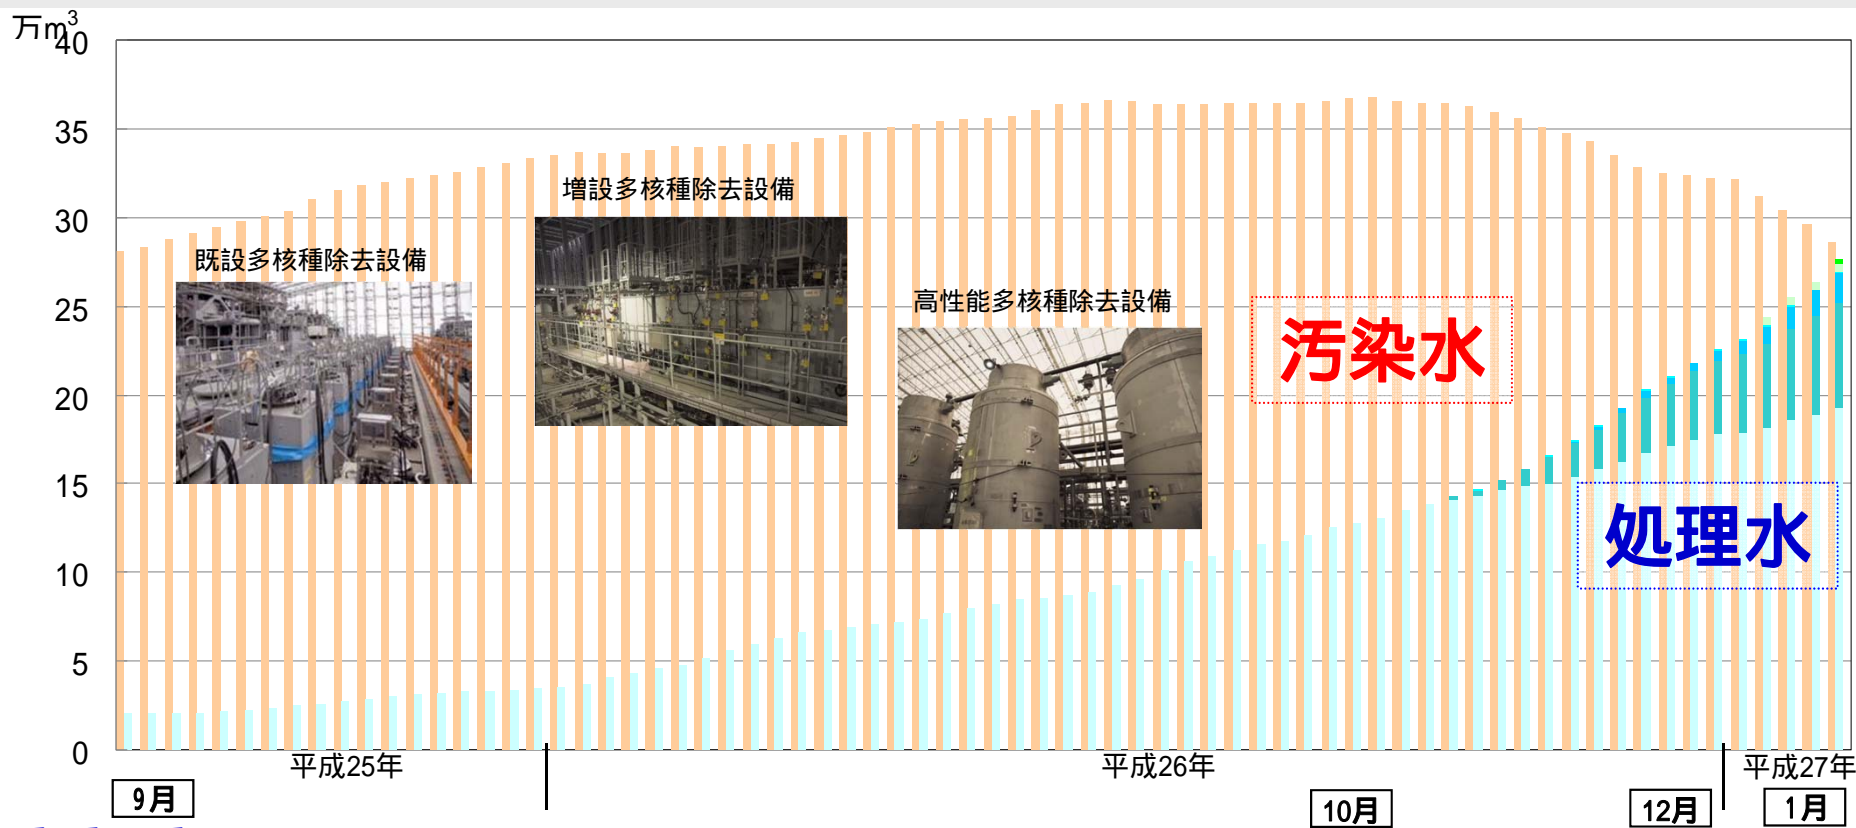 万m3
40
35
30
25
20
15
10
5
0
増設多核種除去設備
既設多核種除去設備
高性能多核種除去設備
汚染水
処理水
平成25年
平成26年
平成27年
9月
10月
12月
1月